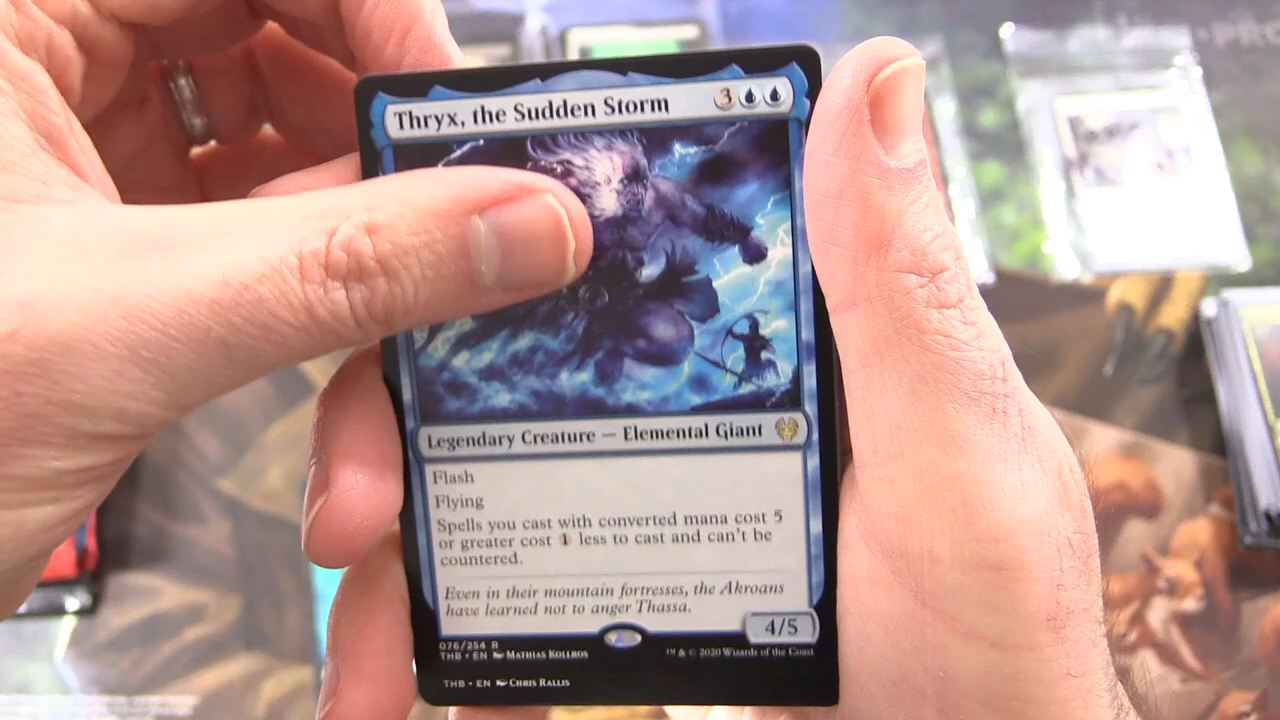 Thryx, the Sudden Storm 3
Legendary Creature — Elemental Giant
Flash
Flying
Spells you cast with converted mana cost 5
or greater cost 1 less to cast and can't be
countered.
Even in their mountain fortresses, the Akroans
have learned not to anger Thassa.
4/5
076/254 R
THB • EN MATHIAS KOLLROS
™ & © 2020 Wizards of the Coast
THB • EN CHRIS RALLIS
PRO